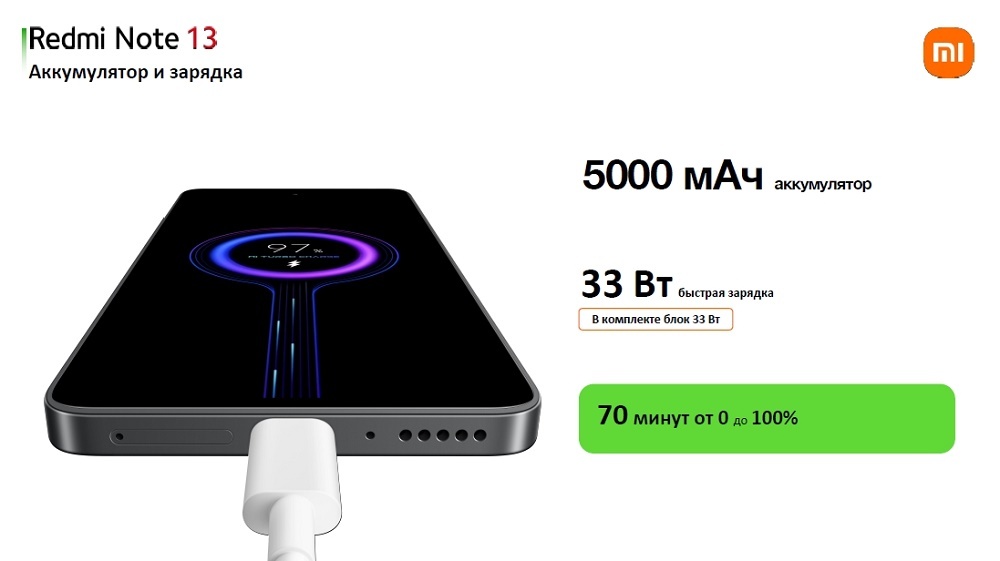 Redmi Note 13
Аккумулятор и зарядка
mi
5000 мАч аккумулятор
97%
MI TURBO CHARGE
33 Вт быстрая зарядка
В комплекте блок 33 Вт
70 минут от 0 до 100%